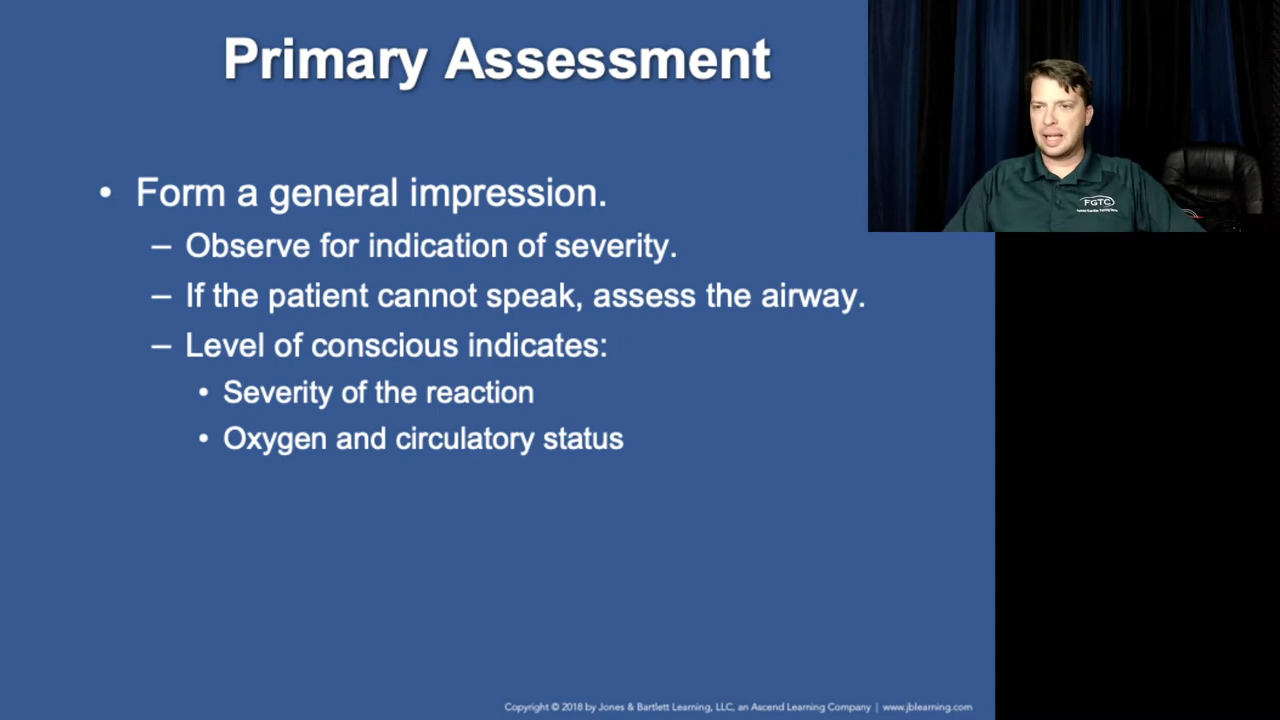 Primary Assessment
• Form a general impression.
– Observe for indication of severity.
– If the patient cannot speak, assess the airway.
– Level of conscious indicates:
• Severity of the reaction
• Oxygen and circulatory status
FGTC
Copyright © 2018 by Jones & Bartlett Learning, LLC, an Ascend Learning Company | www.jblearning.com